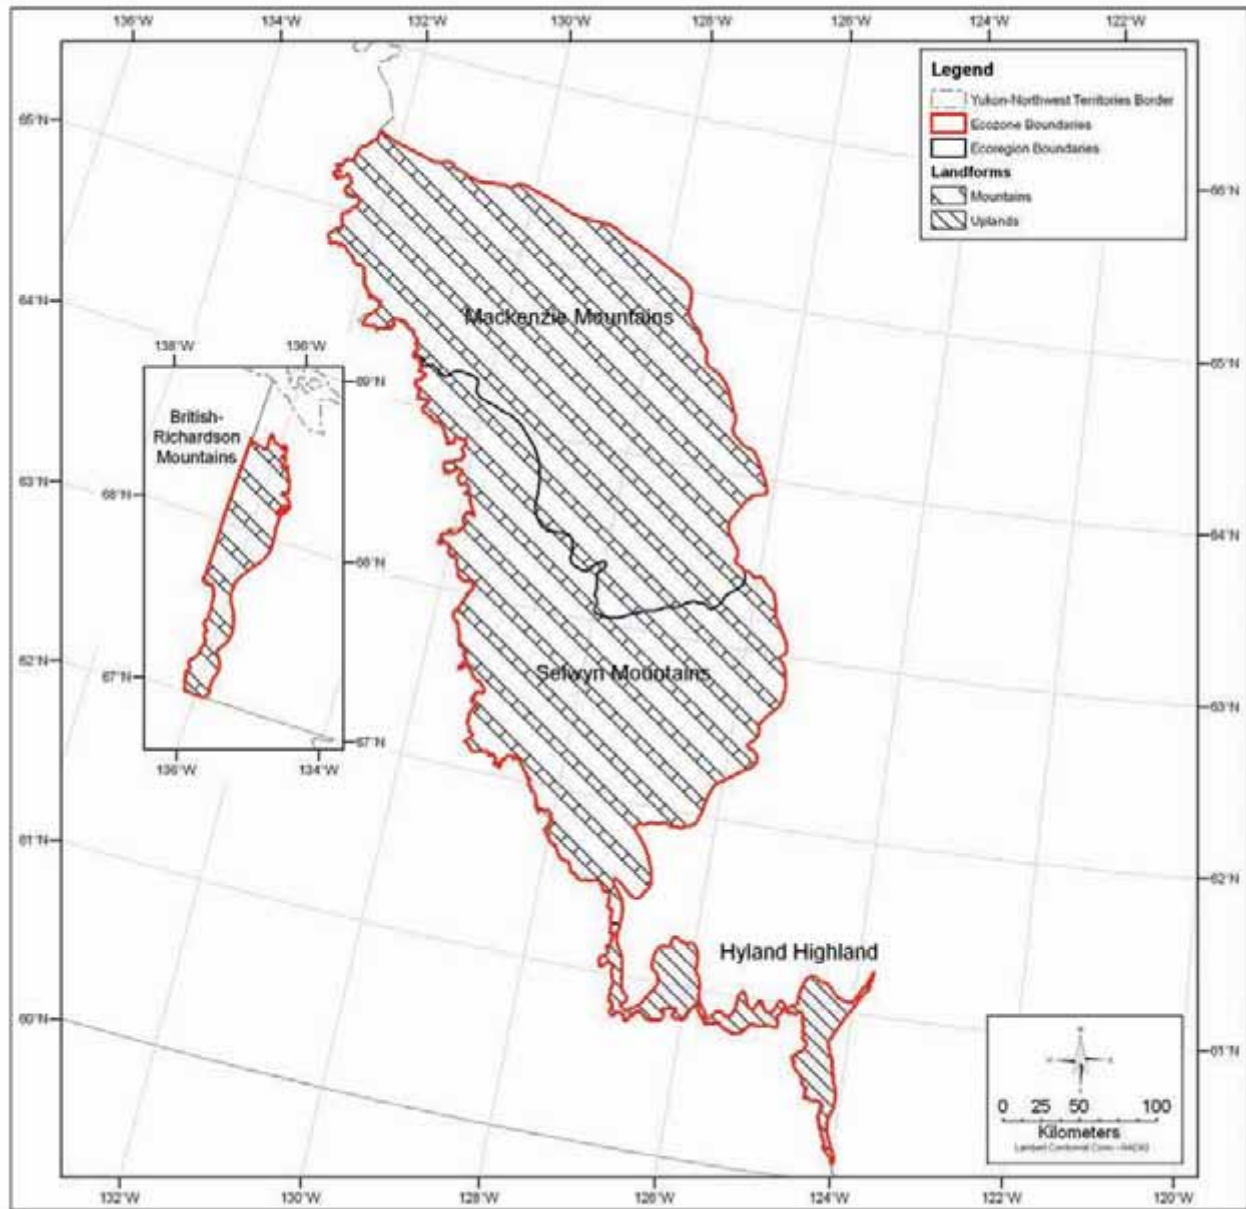 136°W 134°W 132°W 130°W 128°W 126°W 124°W 122°W
Legend
Yukon-Northwest Territories Border
Ecozone Boundaries
Ecoregion Boundaries
Landforms
Mountains
Uplands
65°N
64°N
63°N
62°N
61°N
60°N
66°N
65°N
64°N
63°N
62°N
61°N
Mackenzie Mountains
138°W 136°W
British-
Richardson
Mountains
68°N
67°N
69°N
68°N
67°N
136°W 134°W
Selwyn Mountains
Hyland Highland
0 25 50 100
Kilometers
132°W 130°W 128°W 126°W 124°W 122°W 120°W